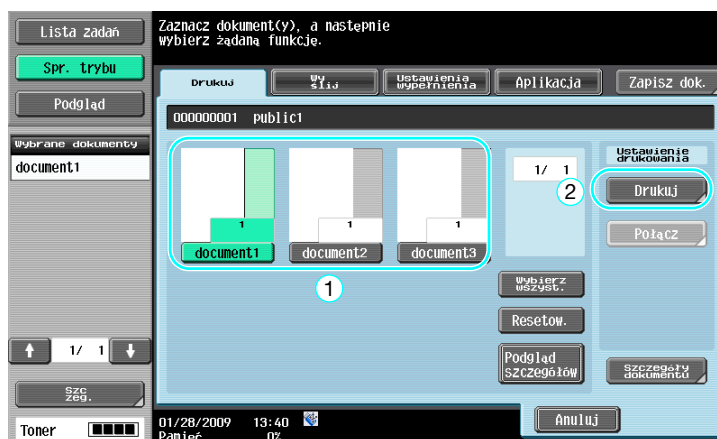 Lista zadań
Spr. trybu
Podgląd
Wybrane dokumenty
document1
1/ 1
Szc
zeg.
Toner
Zaznacz dokument(y), a następnie
wybierz żądaną funkcję.
Drukuj
Wy
ślij
Ustawienia
wypełnienia
Aplikacja
Zapisz dok.
000000001 public1
1
document1
1
document2
1
document3
1
1/ 1
2
Wybierz
wszyst.
Resetow.
Podgląd
szczegółów
Ustawienie
drukowania
Drukuj
Połącz
Szczegóły
dokumentu
Anuluj
01/28/2009 13:40
Pamięć 0%